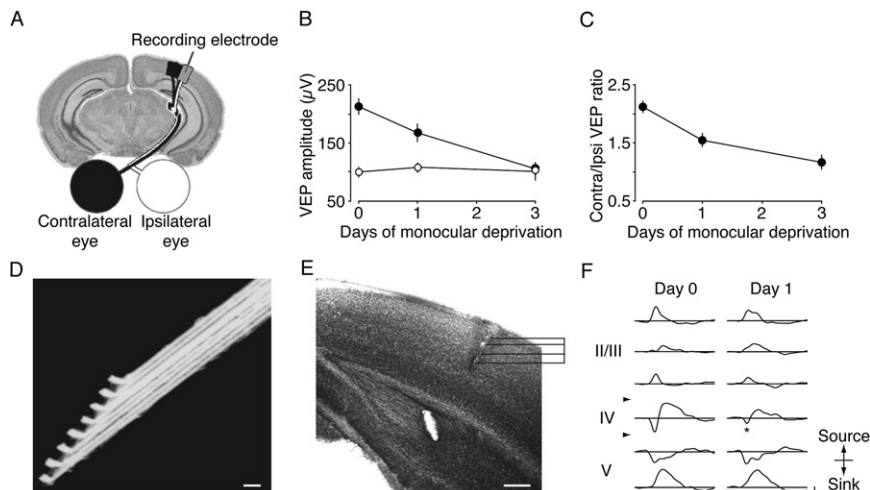 A
Recording electrode
Contralateral
eye
Ipsilateral
eye
B
VEP amplitude (µV)
250
150
50
0
1
2
3
Days of monocular deprivation
C
Contra/Ipsi VEP ratio
2.5
1.5
0.5
0
1
2
3
Days of monocular deprivation
D
E
F
Day 0
Day 1
II/III
IV
*
V
Source
Sink